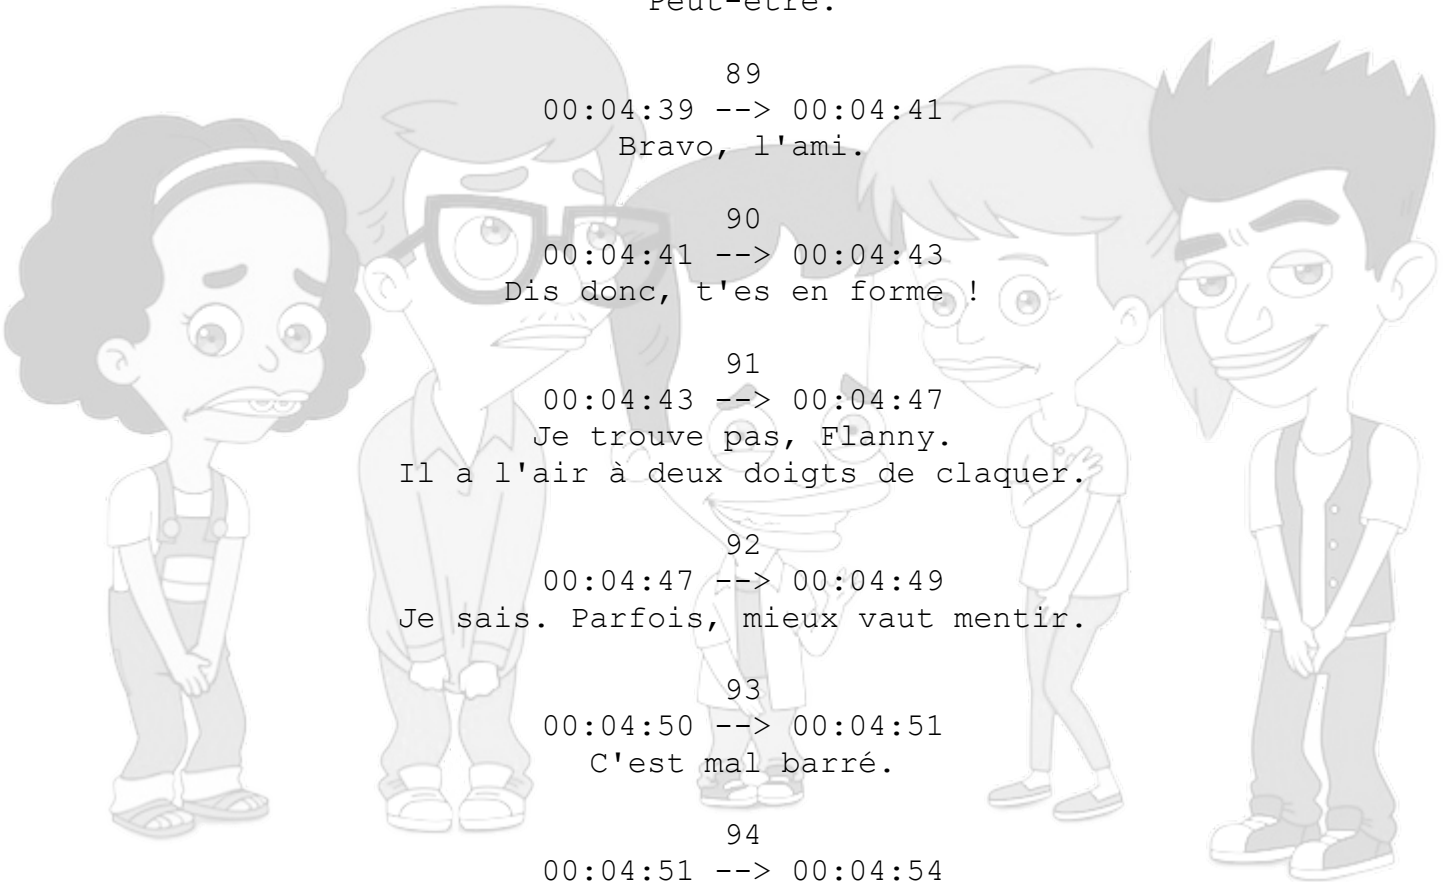 Peut-être.
89
00:04:39 --> 00:04:41
Bravo, l'ami.
90
00:04:41 --> 00:04:43
Dis donc, t'es en forme !
91
00:04:43 --> 00:04:47
Je trouve pas, Flanny.
Il a l'air à deux doigts de claquer.
92
00:04:47 --> 00:04:49
Je sais. Parfois, mieux vaut mentir.
93
00:04:50 --> 00:04:51
C'est mal barré.
94
00:04:51 --> 00:04:54